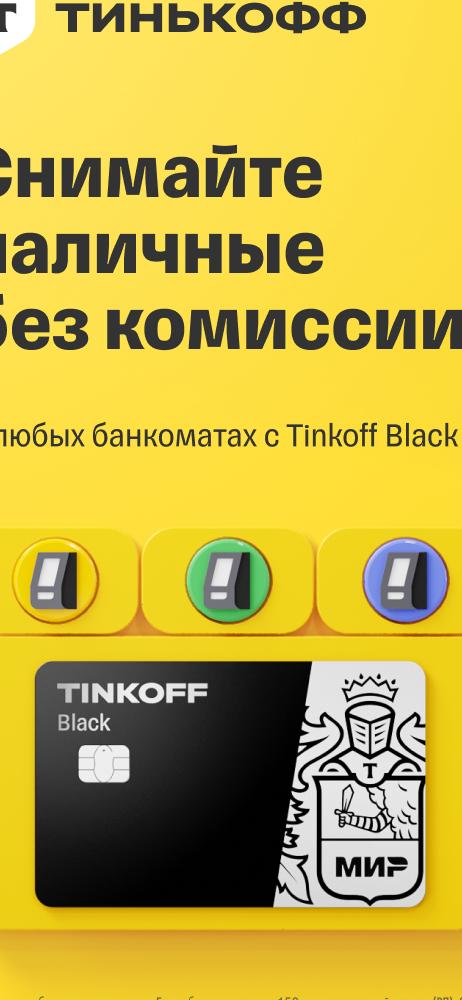 Т ТИНЬКОФФ
Снимайте
наличные
без комиссии
любых банкоматах с Tinkoff Black
TINKOFF
Black
Т
МИР